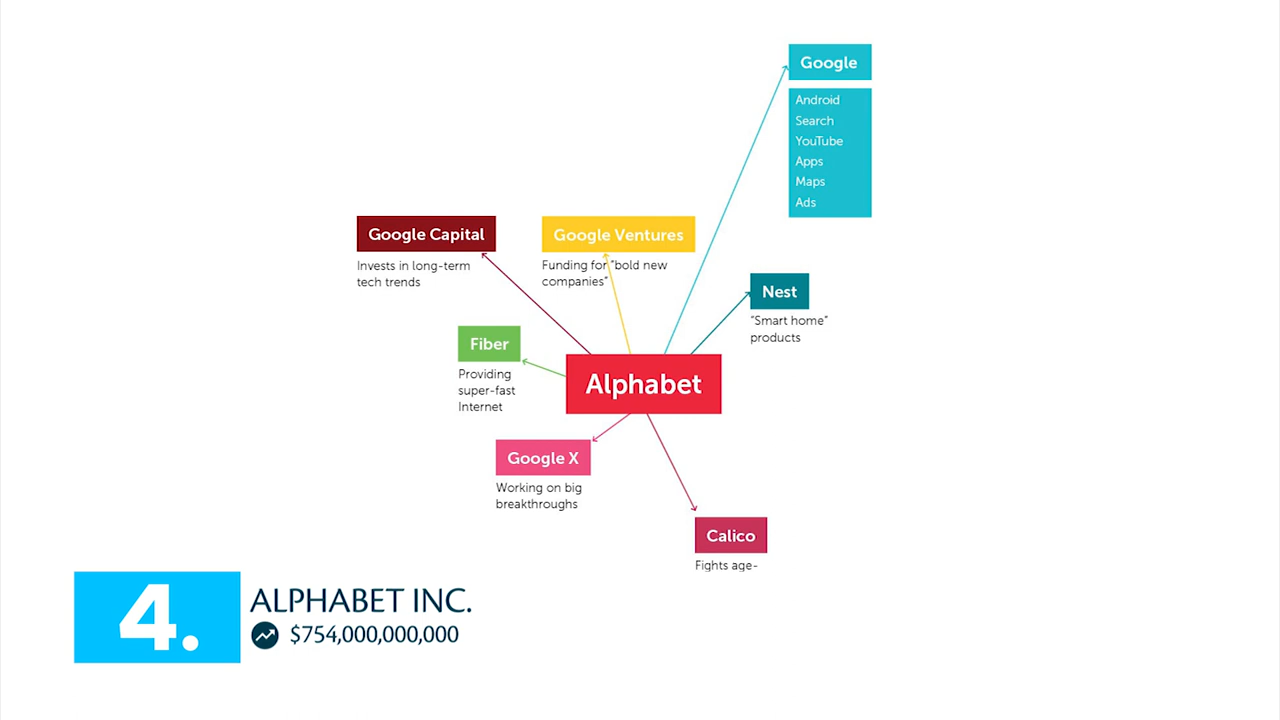 Google
Android
Search
YouTube
Apps
Maps
Ads
Google Capital
Invests in long-term
tech trends
Google Ventures
Funding for “bold new
companies”
Nest
“Smart home”
products
Fiber
Providing
super-fast
Internet
Alphabet
Google X
Working on big
breakthroughs
Calico
Fights age-
4.
ALPHABET INC.
$754,000,000,000